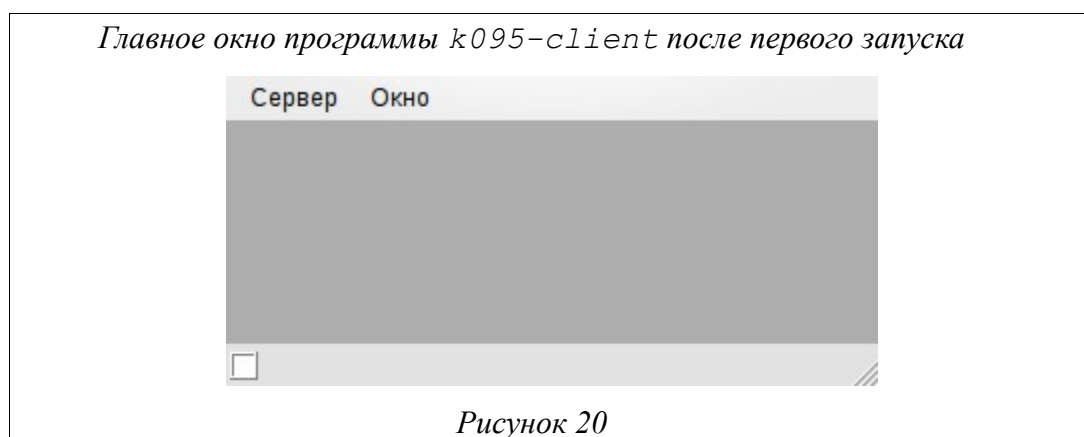 Главное окно программы k095-client после первого запуска
Сервер Окно
Рисунок 20